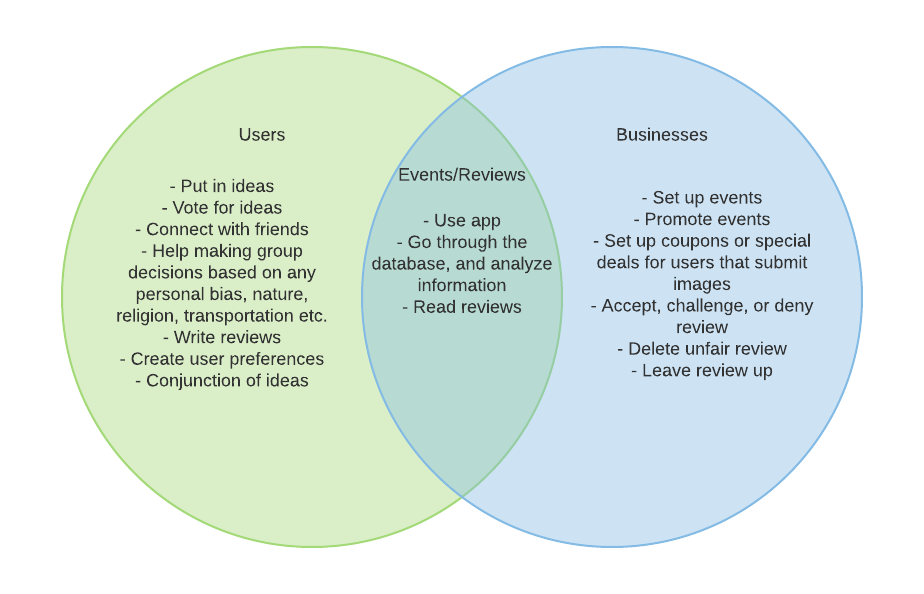 Users
- Put in ideas
- Vote for ideas
- Connect with friends
- Help making group
decisions based on any
personal bias, nature,
religion, transportation etc.
- Write reviews
- Create user preferences
- Conjunction of ideas
Events/Reviews
- Use app
- Go through the
database, and analyze
information
- Read reviews
Businesses
- Set up events
- Promote events
- Set up coupons or special
deals for users that submit
images
- Accept, challenge, or deny
review
- Delete unfair review
- Leave review up